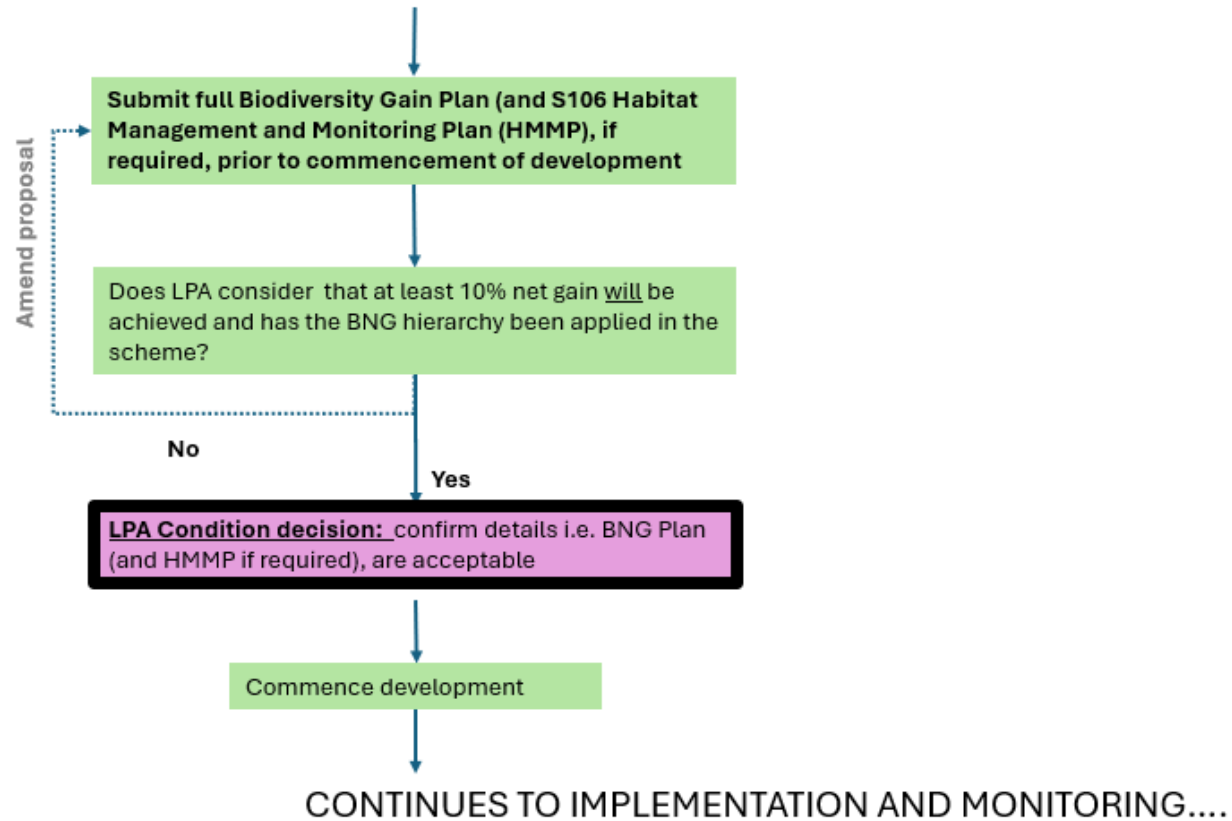 Submit full Biodiversity Gain Plan (and S106 Habitat
Management and Monitoring Plan (HMMP), if
required, prior to commencement of development
Amend proposal
Does LPA consider  that at least 10% net gain will be
achieved and has the BNG hierarchy been applied in the
scheme?
No
Yes
LPA Condition decision:  confirm details i.e. BNG Plan
(and HMMP if required), are acceptable
Commence development
CONTINUES TO IMPLEMENTATION AND MONITORING....